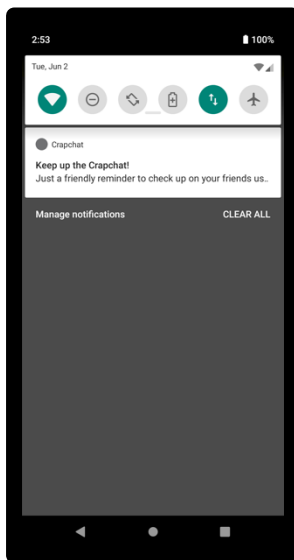 2:53 100%
Tue, Jun 2
Crapchat
Keep up the Crapchat!
Just a friendly reminder to check up on your friends us..
Manage notifications CLEAR ALL